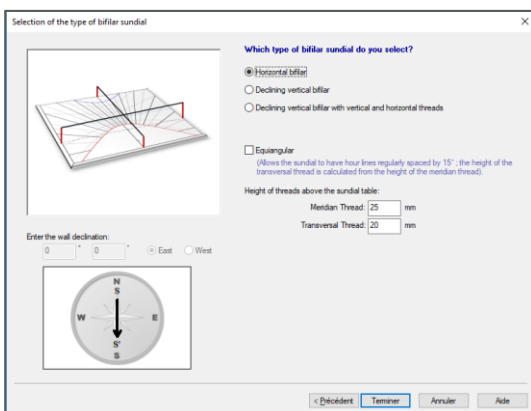 Selection of the type of bifilar sundial
Which type of bifilar sundial do you select?
Horizontal bifilar
Declining vertical bifilar
Declining vertical bifilar with vertical and horizontal threads
Equiangular
(Allows the sundial to have hour lines regularly spaced by 15° ; the height of the
transversal thread is calculated from the height of the meridian thread).
Height of threads above the sundial table:
Meridian Thread: 25 mm
Transversal Thread: 20 mm
Enter the wall declination:
0 ° 0 ' East West
N
S
W E
S'
S
< Précédent Terminer Annuler Aide